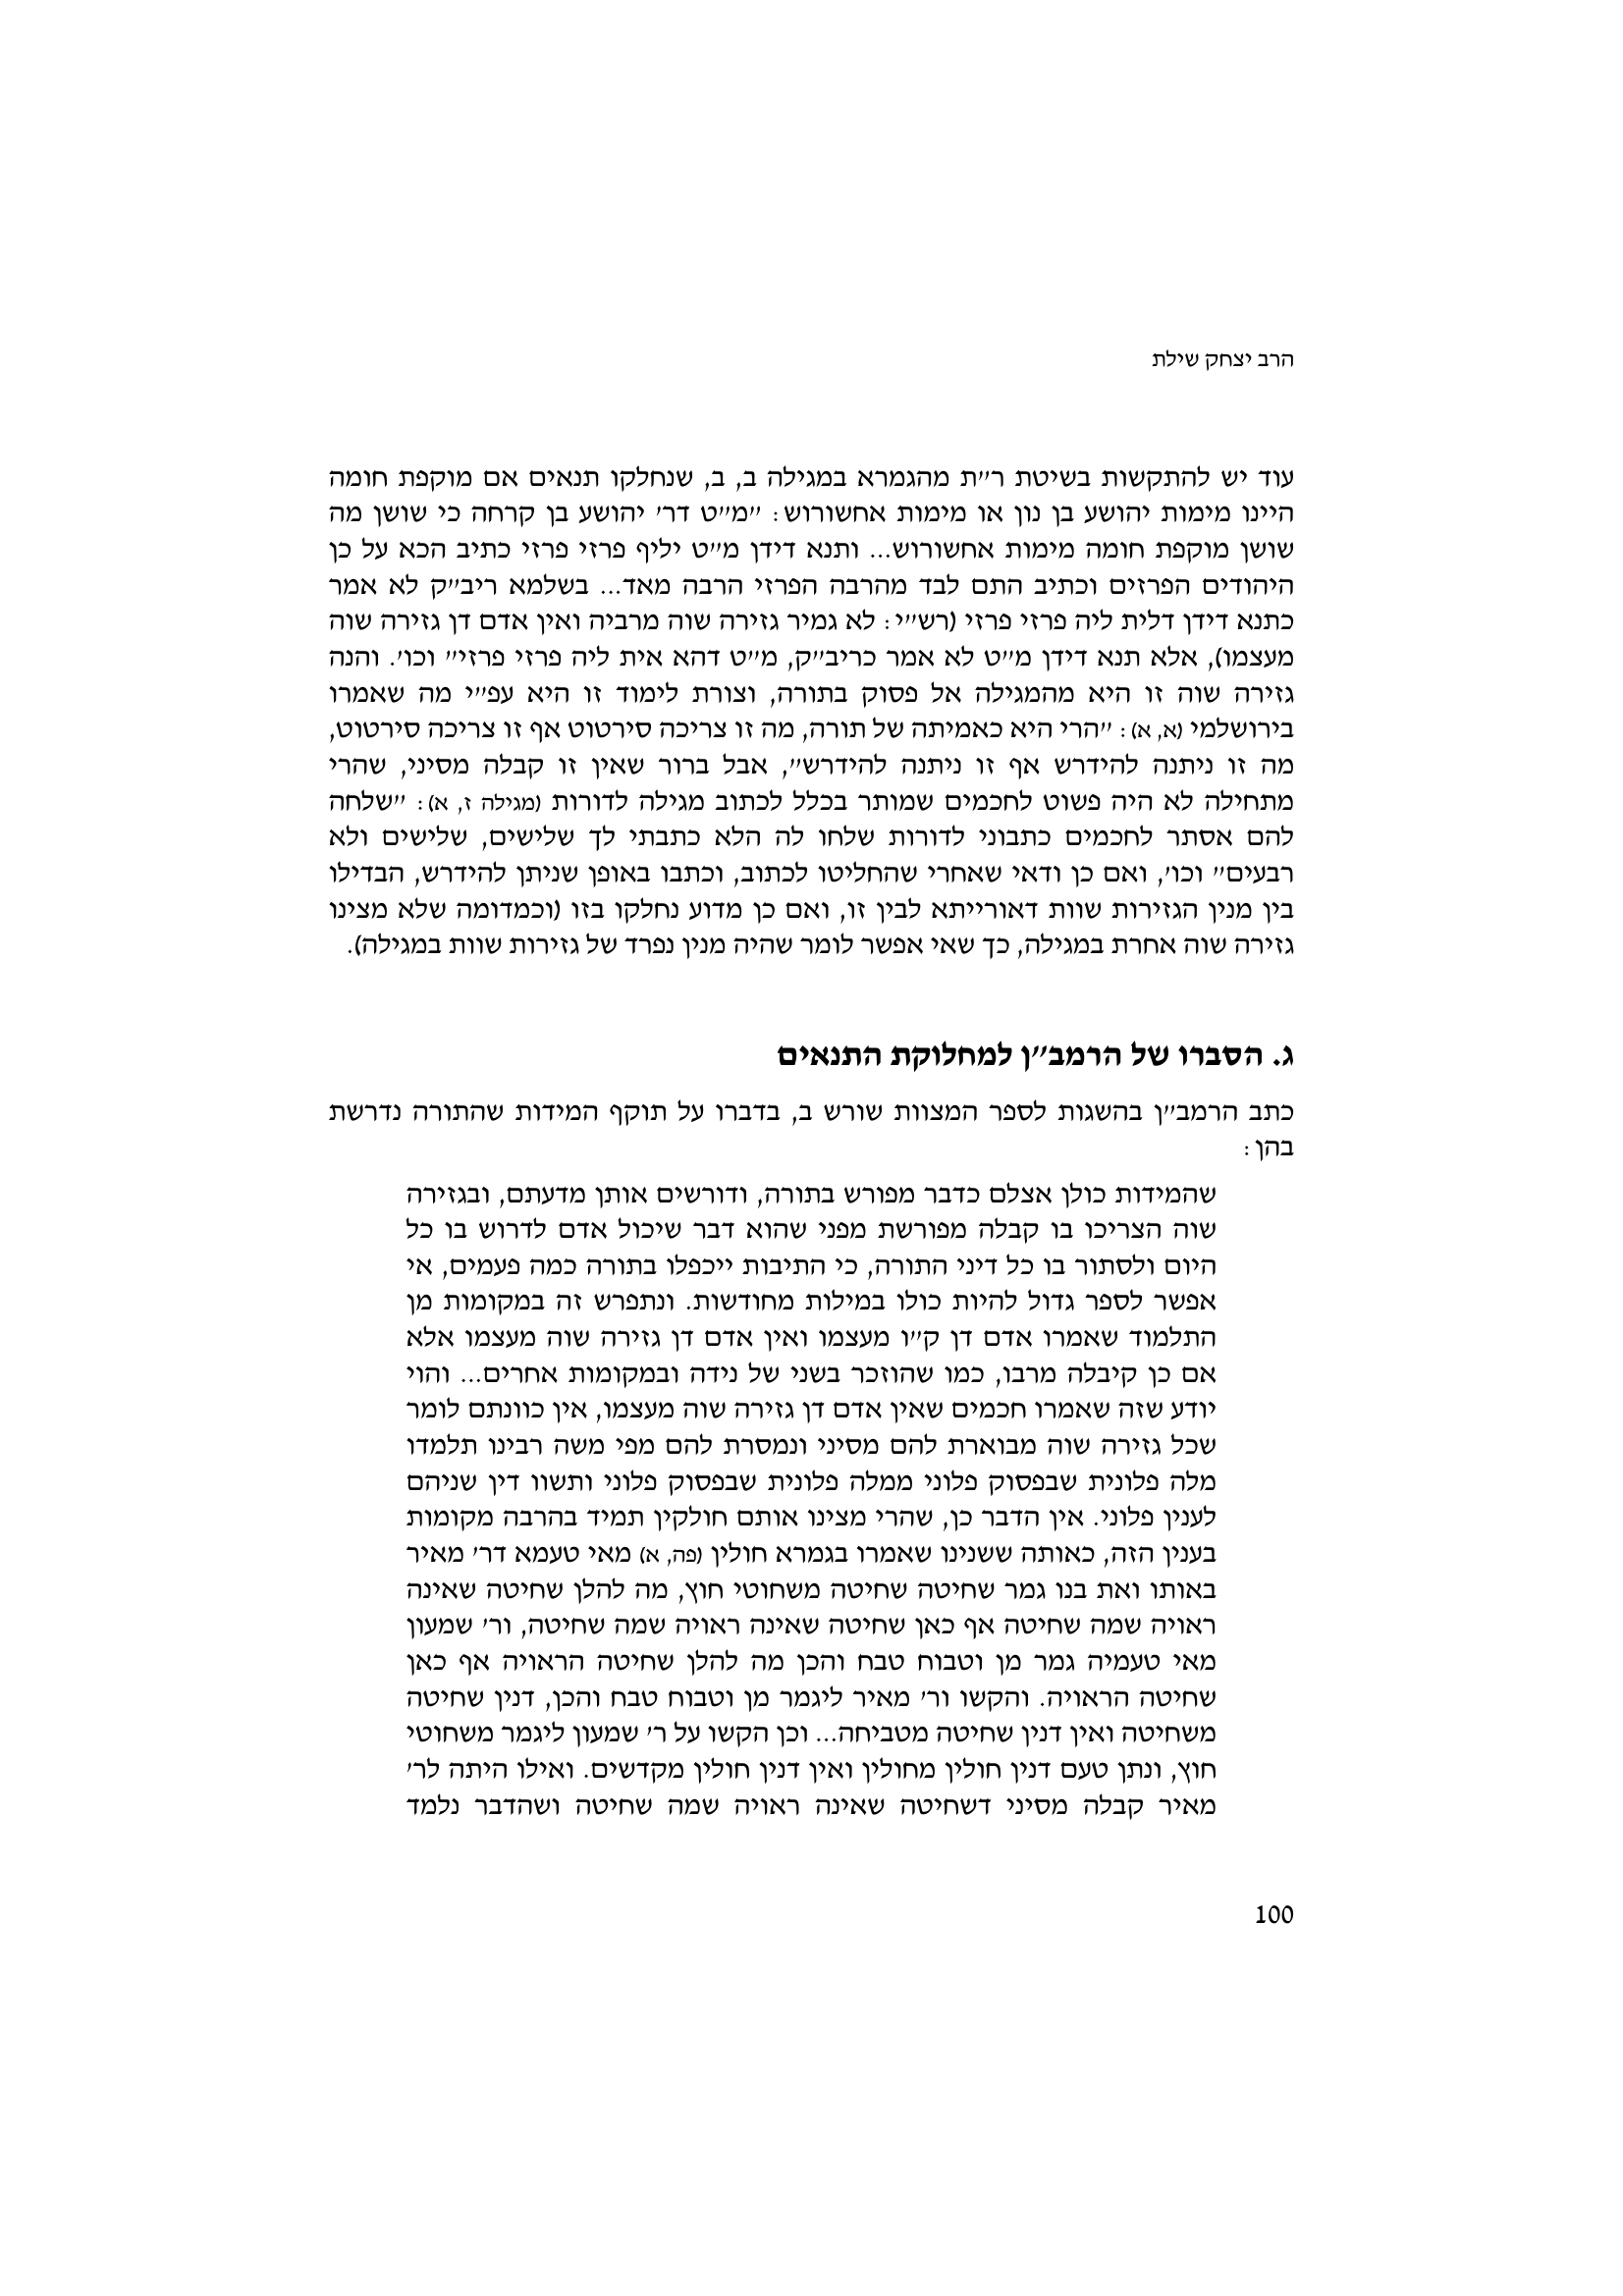 הרב יצחק שילת
עוד יש להתקשות בשיטת ר״ת מהגמרא במגילה ב, ב, שנחלקו תנאים אם מוקפת חומה
היינו מימות יהושע בן נון או מימות אחשורוש: ״מ״ט דר׳ יהושע בן קרחה כי שושן מה
שושן מוקפת חומה מימות אחשורוש... ותנא דידן מ״ט יליף פרזי פרזי כתיב הכא על כן
היהודים הפרזים וכתיב התם לבד מהרבה הפרזי הרבה מאד... בשלמא ריב״ק לא אמר
כתנא דידן דלית ליה פרזי פרזי (רש״י: לא גמיר גזירה שוה מרביה ואין אדם דן גזירה שוה
מעצמו), אלא תנא דידן מ״ט לא אמר כריב״ק, מ״ט דהא אית ליה פרזי פרזי״ וכו׳. והנה
גזירה שוה זו היא מהמגילה אל פסוק בתורה, וצורת לימוד זו היא עפ״י מה שאמרו
בירושלמי (א, א): ״הרי היא כאמיתה של תורה, מה זו צריכה סירטוט אף זו צריכה סירטוט,
מה זו ניתנה להידרש אף זו ניתנה להידרש״, אבל ברור שאין זו קבלה מסיני, שהרי
מתחילה לא היה פשוט לחכמים שמותר בכלל לכתוב מגילה לדורות (מגילה ז, א): ״שלחה
להם אסתר לחכמים כתבוני לדורות שלחו לה הלא כתבתי לך שלישים, שלישים ולא
רבעים״ וכו׳, ואם כן ודאי שאחרי שהחליטו לכתוב, וכתבו באופן שניתן להידרש, הבדילו
בין מנין הגזירות שוות דאורייתא לבין זו, ואם כן מדוע נחלקו בזו (וכמדומה שלא מצינו
גזירה שוה אחרת במגילה, כך שאי אפשר לומר שהיה מנין נפרד של גזירות שוות במגילה).
ג. הסברו של הרמב״ן למחלוקת התנאים
כתב הרמב״ן בהשגות לספר המצוות שורש ב, בדברו על תוקף המידות שהתורה נדרשת
בהן:
שהמידות כולן אצלם כדבר מפורש בתורה, ודורשים אותן מדעתם, ובגזירה
שוה הצריכו בו קבלה מפורשת מפני שהוא דבר שיכול אדם לדרוש בו כל
היום ולסתור בו כל דיני התורה, כי התיבות ייכפלו בתורה כמה פעמים, אי
אפשר לספר גדול להיות כולו במילות מחודשות. ונתפרש זה במקומות מן
התלמוד שאמרו אדם דן ק״ו מעצמו ואין אדם דן גזירה שוה מעצמו אלא
אם כן קיבלה מרבו, כמו שהוזכר בשני של נידה ובמקומות אחרים... והוי
יודע שזה שאמרו חכמים שאין אדם דן גזירה שוה מעצמו, אין כוונתם לומר
שכל גזירה שוה מבוארת להם מסיני ונמסרת להם מפי משה רבינו תלמדו
מלה פלונית שבפסוק פלוני ממלה פלונית שבפסוק פלוני ותשוו דין שניהם
לענין פלוני. אין הדבר כן, שהרי מצינו אותם חולקין תמיד בהרבה מקומות
בענין הזה, כאותה ששנינו שאמרו בגמרא חולין (פה, א) מאי טעמא דר׳ מאיר
באותו ואת בנו גמר שחיטה שחיטה משחוטי חוץ, מה להלן שחיטה שאינה
ראויה שמה שחיטה אף כאן שחיטה שאינה ראויה שמה שחיטה, ור׳ שמעון
מאי טעמיה גמר מן וטבוח טבח והכן מה להלן שחיטה הראויה אף כאן
שחיטה הראויה. והקשו ור׳ מאיר ליגמר מן וטבוח טבח והכן, דנין שחיטה
משחיטה ואין דנין שחיטה מטביחה... וכן הקשו על ר׳ שמעון ליגמר משחוטי
חוץ, ונתן טעם דנין חולין מחולין ואין דנין חולין מקדשים. ואילו היתה לר׳
מאיר קבלה מסיני דשחיטה שאינה ראויה שמה שחיטה ושהדבר נלמד
100